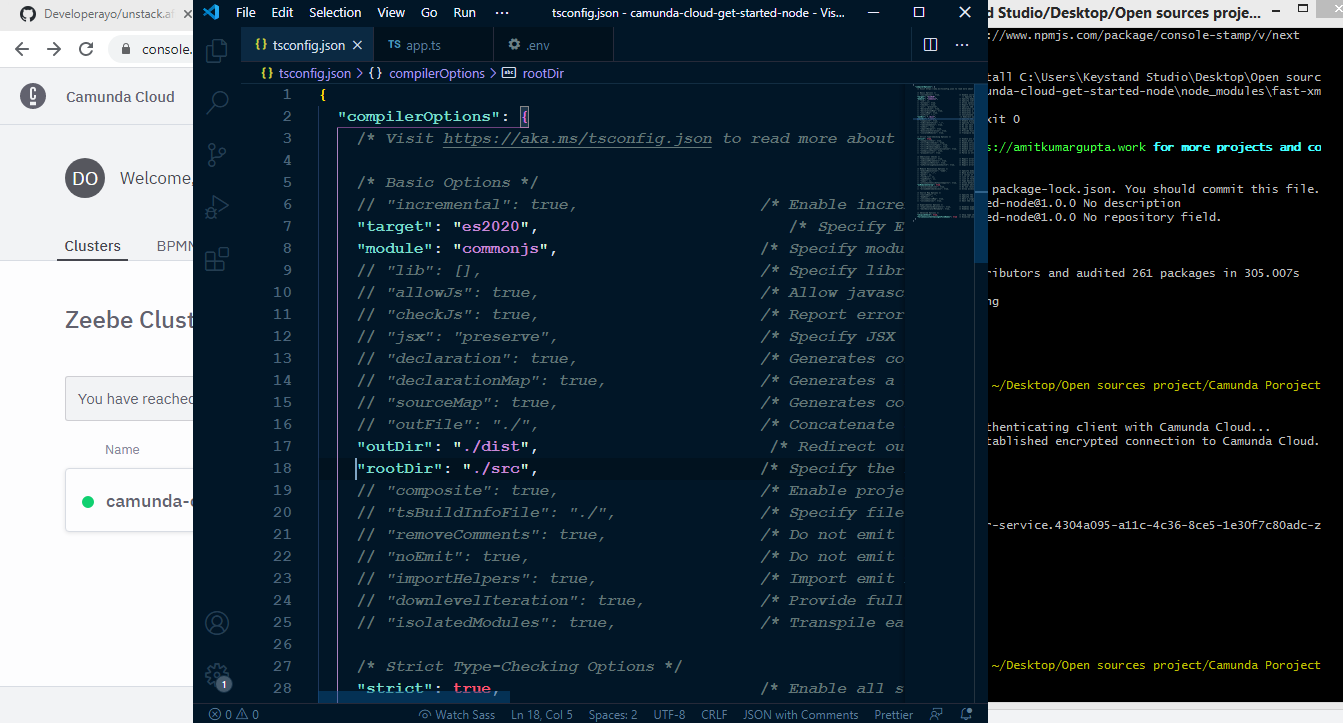 Developerayo/unstack.af
console.
Camunda Cloud
DO
Welcome,
Clusters
BPMN
Zeebe Clust
You have reached
Name
camunda-c
File Edit Selection View Go Run ···
tsconfig.json - camunda-cloud-get-started-node - Vis...
{} tsconfig.json
TS app.ts
.env
{} tsconfig.json > {} compilerOptions > abc rootDir
1 {
2 "compilerOptions": {
3 /* Visit https://aka.ms/tsconfig.json to read more about
4
5 /* Basic Options */
6 // "incremental": true, /* Enable incre
7 "target": "es2020", /* Specify E
8 "module": "commonjs", /* Specify modu
9 // "lib": [], /* Specify libr
10 // "allowJs": true, /* Allow javasc
11 // "checkJs": true, /* Report error
12 // "jsx": "preserve", /* Specify JSX
13 // "declaration": true, /* Generates co
14 // "declarationMap": true, /* Generates a
15 // "sourceMap": true, /* Generates co
16 // "outFile": "./", /* Concatenate
17 "outDir": "./dist", /* Redirect ou
18 "rootDir": "./src", /* Specify the
19 // "composite": true, /* Enable proje
20 // "tsBuildInfoFile": "./", /* Specify file
21 // "removeComments": true, /* Do not emit
22 // "noEmit": true, /* Do not emit
23 // "importHelpers": true, /* Import emit
24 // "downlevelIteration": true, /* Provide full
25 // "isolatedModules": true, /* Transpile ea
26
27 /* Strict Type-Checking Options */
28 "strict": true, /* Enable all s
1
0 0 Watch Sass Ln 18, Col 5 Spaces: 2 UTF-8 CRLF JSON with Comments Prettier
d Studio/Desktop/Open sources proje...
://www.npmjs.com/package/console-stamp/v/next
tall C:\Users\Keystand Studio\Desktop\Open sourc
unda-cloud-get-started-node\node_modules\fast-xm
xit 0
s://amitkumargupta.work for more projects and co
package-lock.json. You should commit this file.
ed-node@1.0.0 No description
ed-node@1.0.0 No repository field.
ributors and audited 261 packages in 305.007s
ng
~/Desktop/Open sources project/Camunda Poroject
thenticating client with Camunda Cloud...
tablished encrypted connection to Camunda Cloud.
r-service.4304a095-a11c-4c36-8ce5-1e30f7c80adc-z
~/Desktop/Open sources project/Camunda Poroject